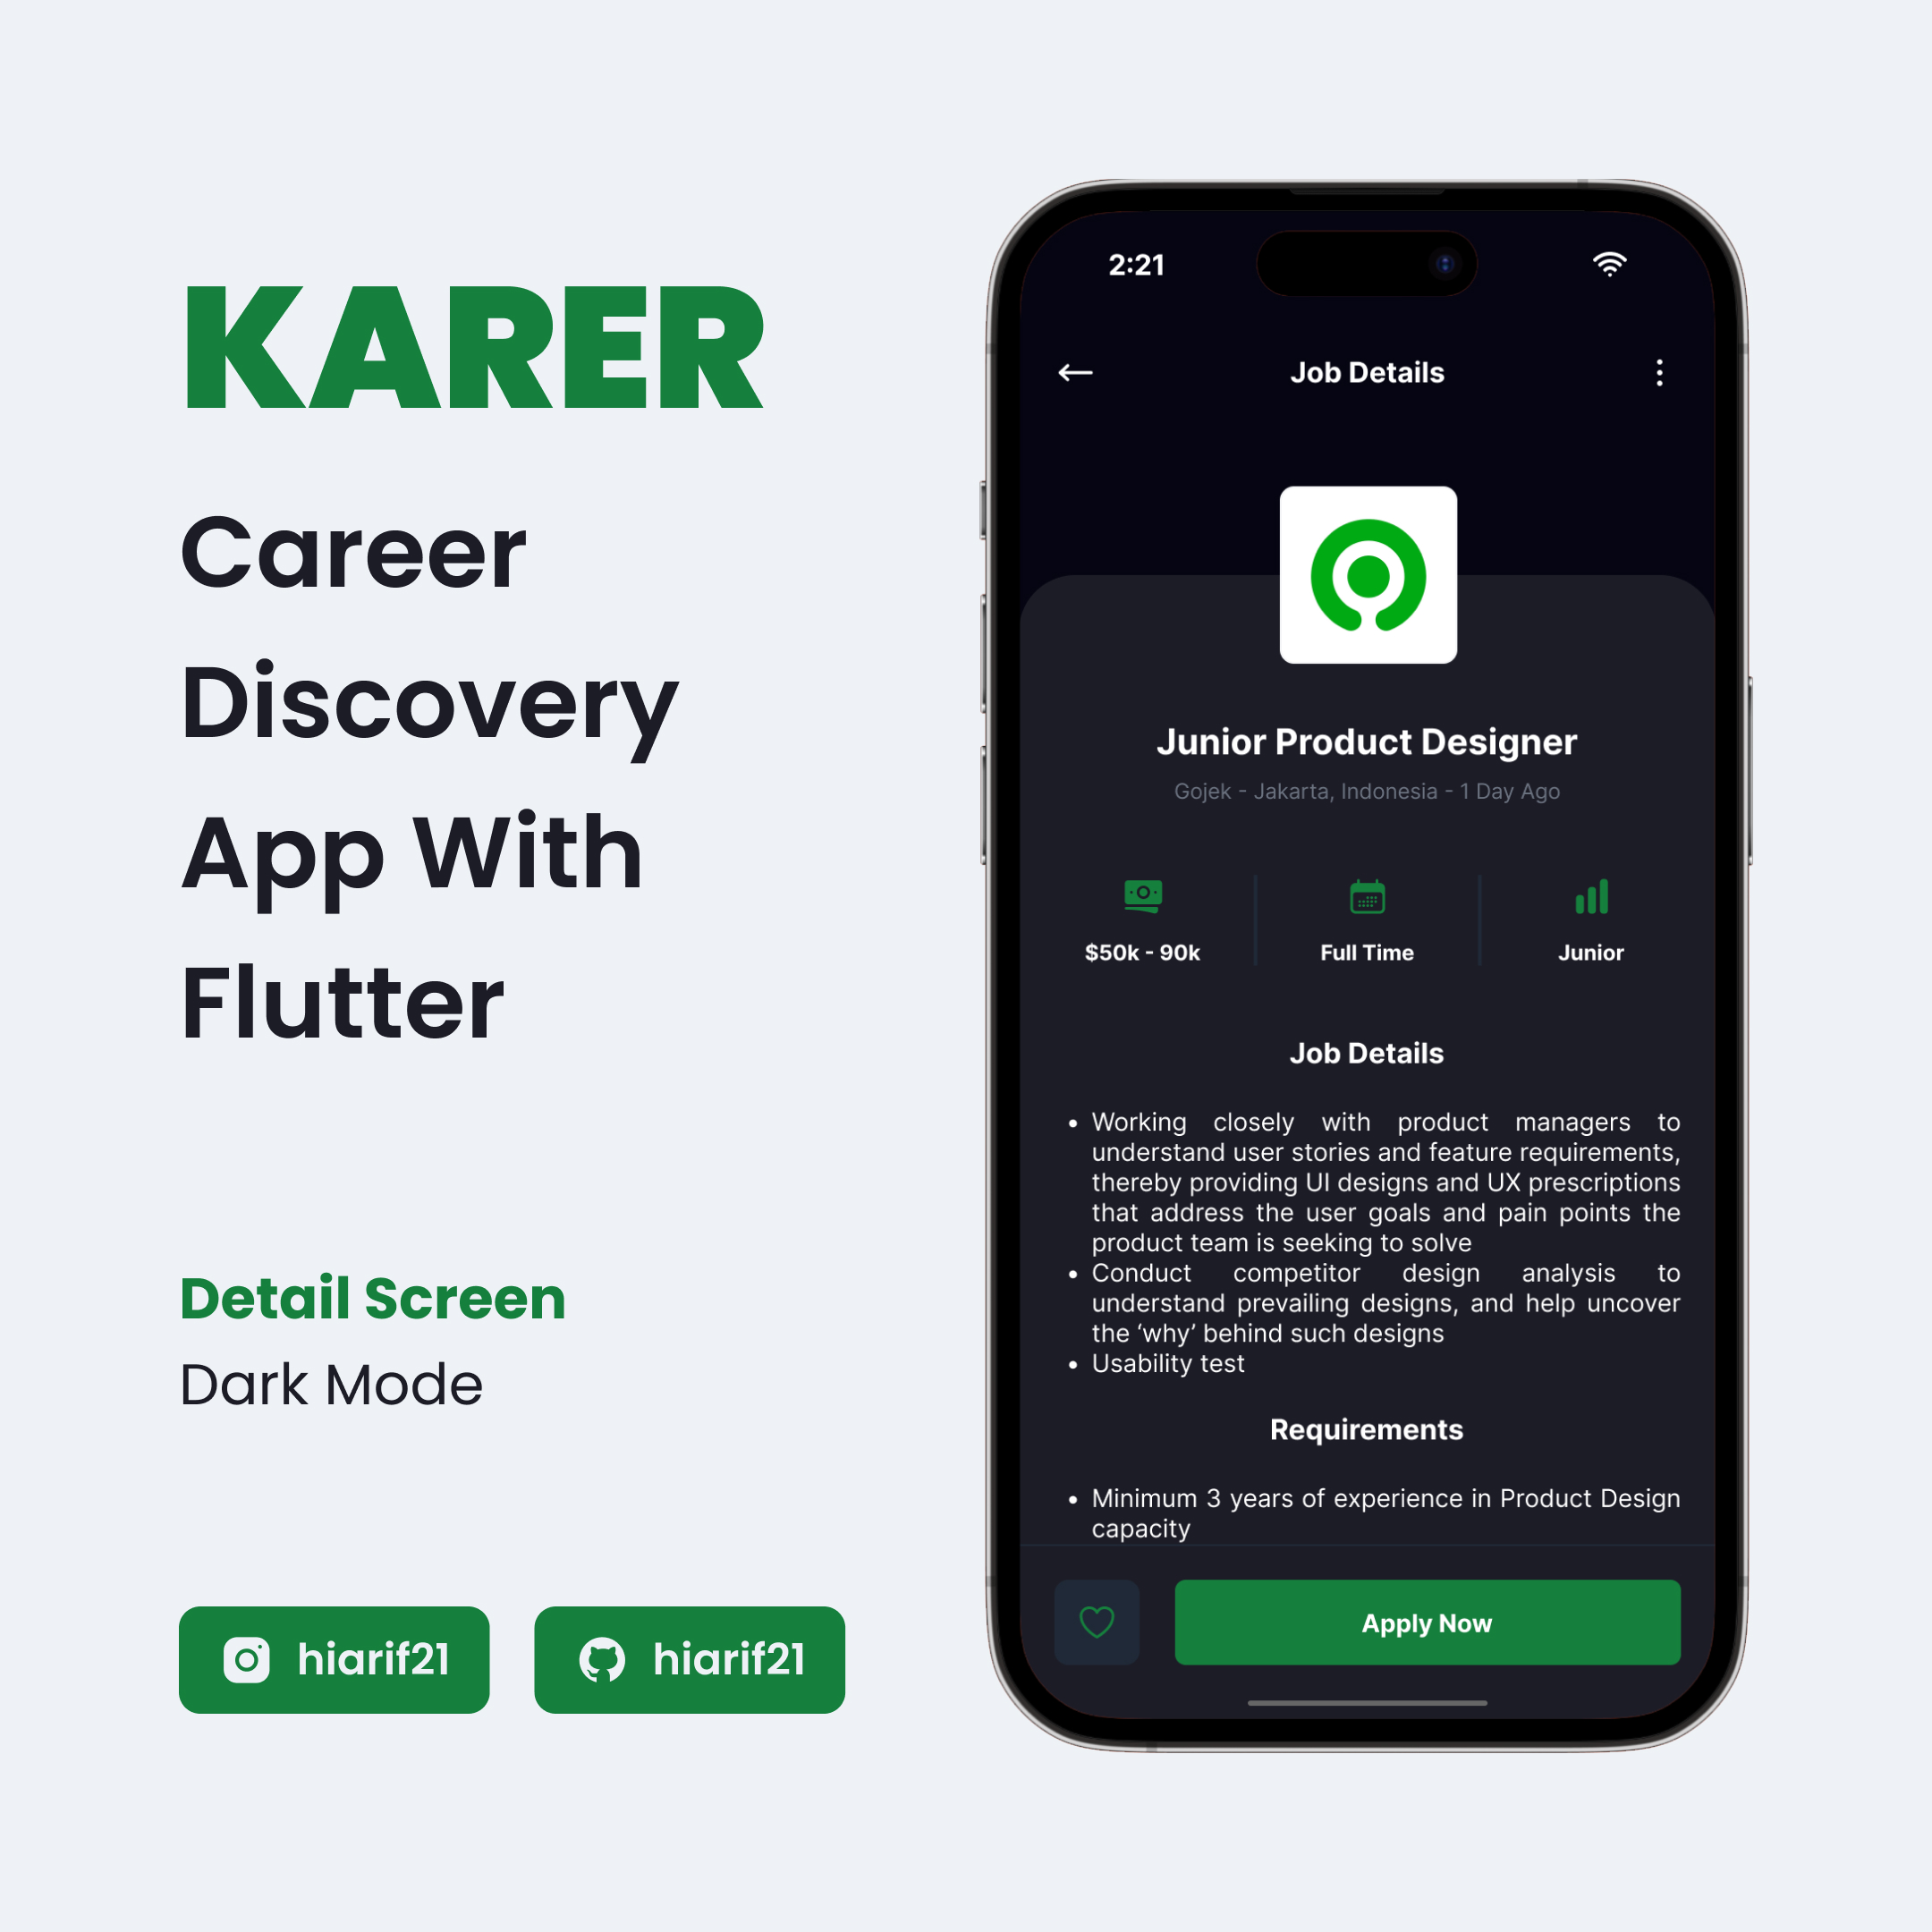 KARER
Career
Discovery
App With
Flutter
Detail Screen
Dark Mode
hiarif21
hiarif21
2:21
Job Details
Junior Product Designer
Gojek - Jakarta, Indonesia - 1 Day Ago
$50k - 90k
Full Time
Junior
Job Details
• Working closely with product managers to
understand user stories and feature requirements,
thereby providing UI designs and UX prescriptions
that address the user goals and pain points the
product team is seeking to solve
• Conduct competitor design analysis to
understand prevailing designs, and help uncover
the ‘why’ behind such designs
• Usability test
Requirements
• Minimum 3 years of experience in Product Design
capacity
Apply Now